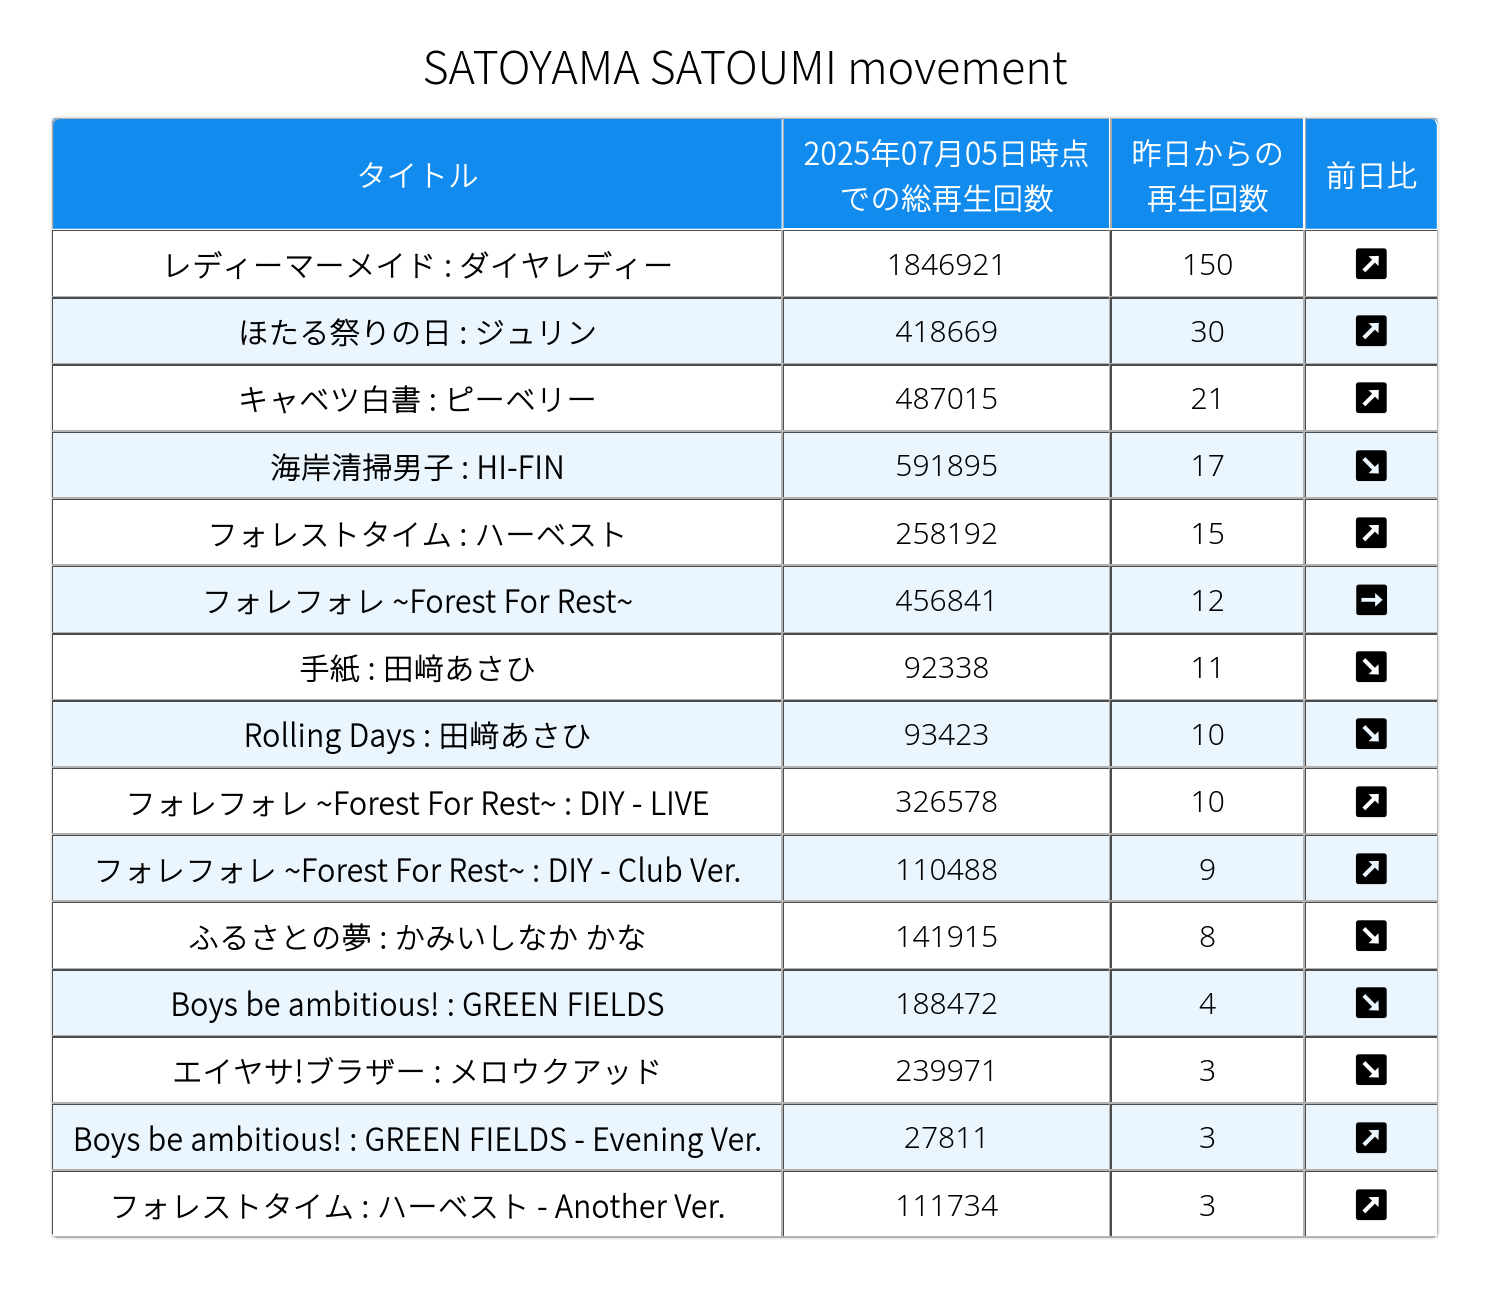 SATOYAMA SATOUMI movement
タイトル 2025年07月05日時点での総再生回数 昨日からの再生回数 前日比
レディーマーメイド : ダイヤレディー 1846921 150 ↗
ほたる祭りの日 : ジュリン 418669 30 ↗
キャベツ白書 : ピーベリー 487015 21 ↗
海岸清掃男子 : HI-FIN 591895 17 ↘
フォレストタイム : ハーベスト 258192 15 ↗
フォレフォレ ~Forest For Rest~ 456841 12 →
手紙 : 田﨑あさひ 92338 11 ↘
Rolling Days : 田﨑あさひ 93423 10 ↘
フォレフォレ ~Forest For Rest~ : DIY - LIVE 326578 10 ↗
フォレフォレ ~Forest For Rest~ : DIY - Club Ver. 110488 9 ↗
ふるさとの夢 : かみいしなか かな 141915 8 ↘
Boys be ambitious! : GREEN FIELDS 188472 4 ↘
エイヤサ!ブラザー : メロウクアッド 239971 3 ↘
Boys be ambitious! : GREEN FIELDS - Evening Ver. 27811 3 ↗
フォレストタイム : ハーベスト - Another Ver. 111734 3 ↗